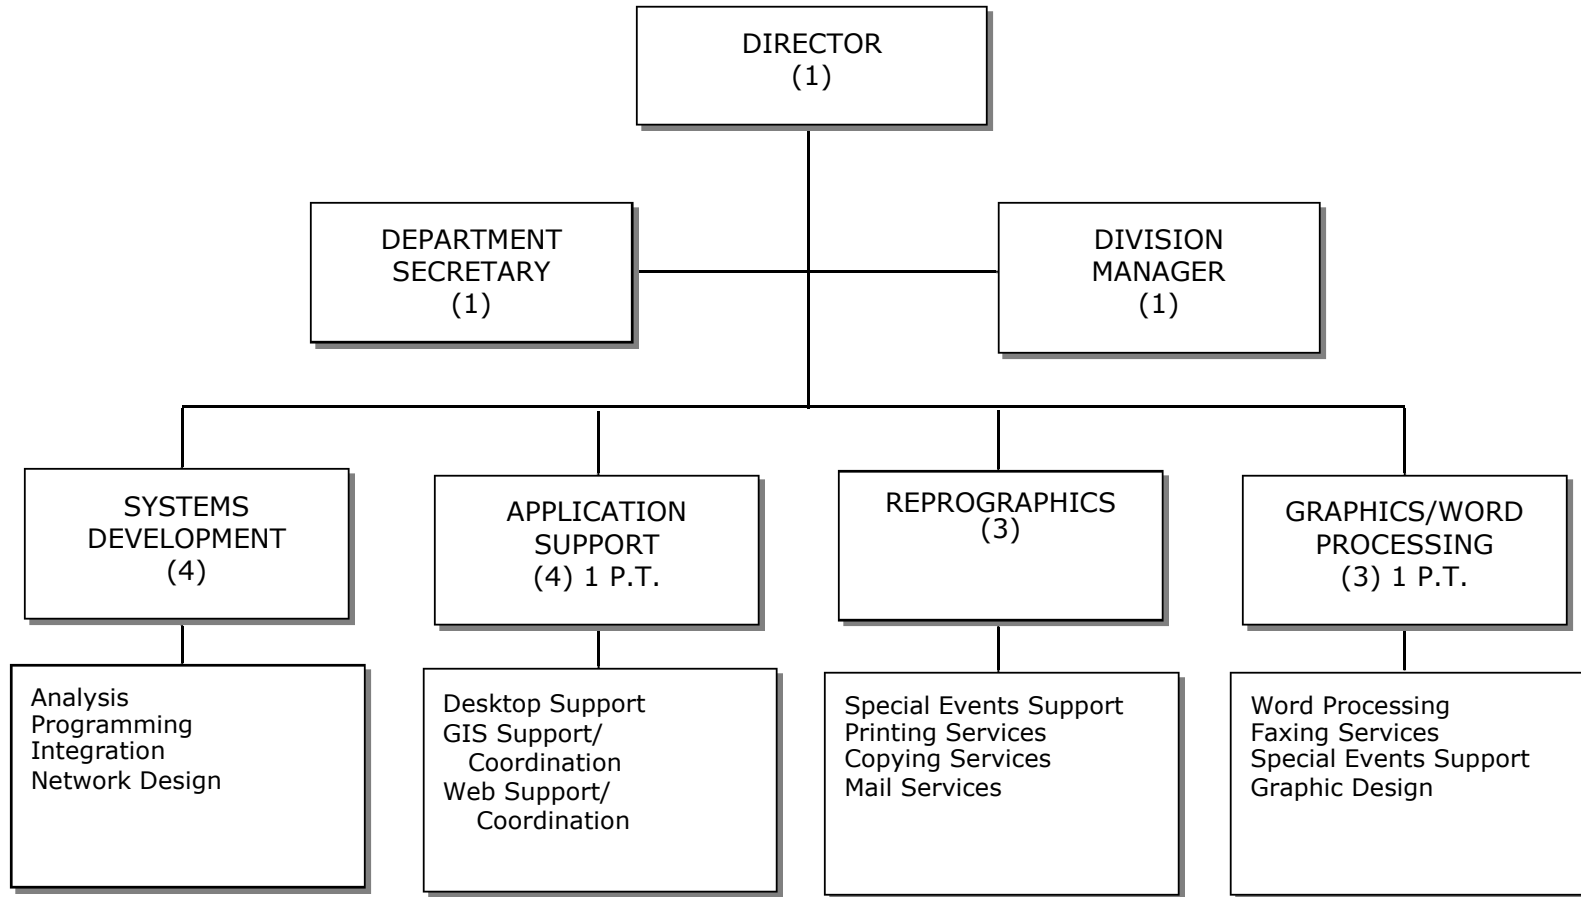 DIRECTOR
(1)
DEPARTMENT
SECRETARY
(1)
DIVISION
MANAGER
(1)
SYSTEMS
DEVELOPMENT
(4)
APPLICATION
SUPPORT
(4) 1 P.T.
REPROGRAPHICS
(3)
GRAPHICS/WORD
PROCESSING
(3) 1 P.T.
Analysis
Programming
Integration
Network Design
Desktop Support
GIS Support/
Coordination
Web Support/
Coordination
Special Events Support
Printing Services
Copying Services
Mail Services
Word Processing
Faxing Services
Special Events Support
Graphic Design